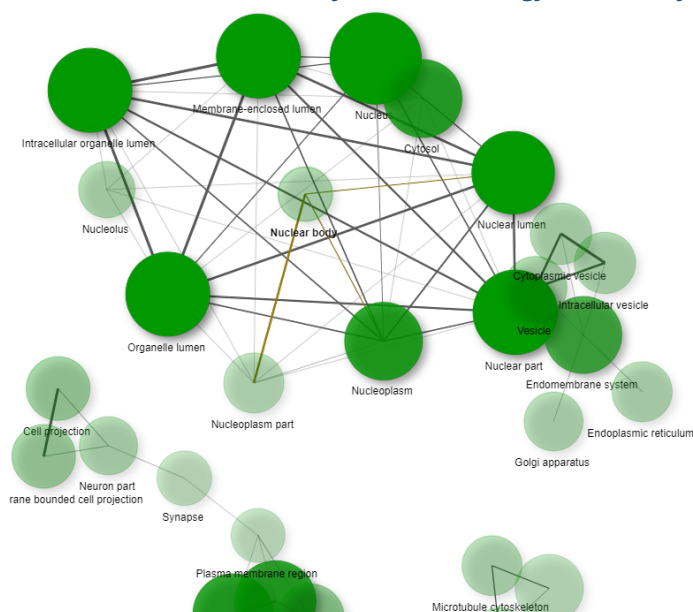 Membrane-enclosed lumen
Nucleu
Intracellular organelle lumen
Cytosol
Nucleolus
Nuclear body
Nuclear lumen
Cytoplasmic vesicle
Intracellular vesicle
Vesicle
Organelle lumen
Nuclear part
Endomembrane system
Nucleoplasm
Nucleoplasm part
Cell projection
Endoplasmic reticulum
Golgi apparatus
Neuron part
rane bounded cell projection
Synapse
Plasma membrane region
Microtubule cytoskeleton